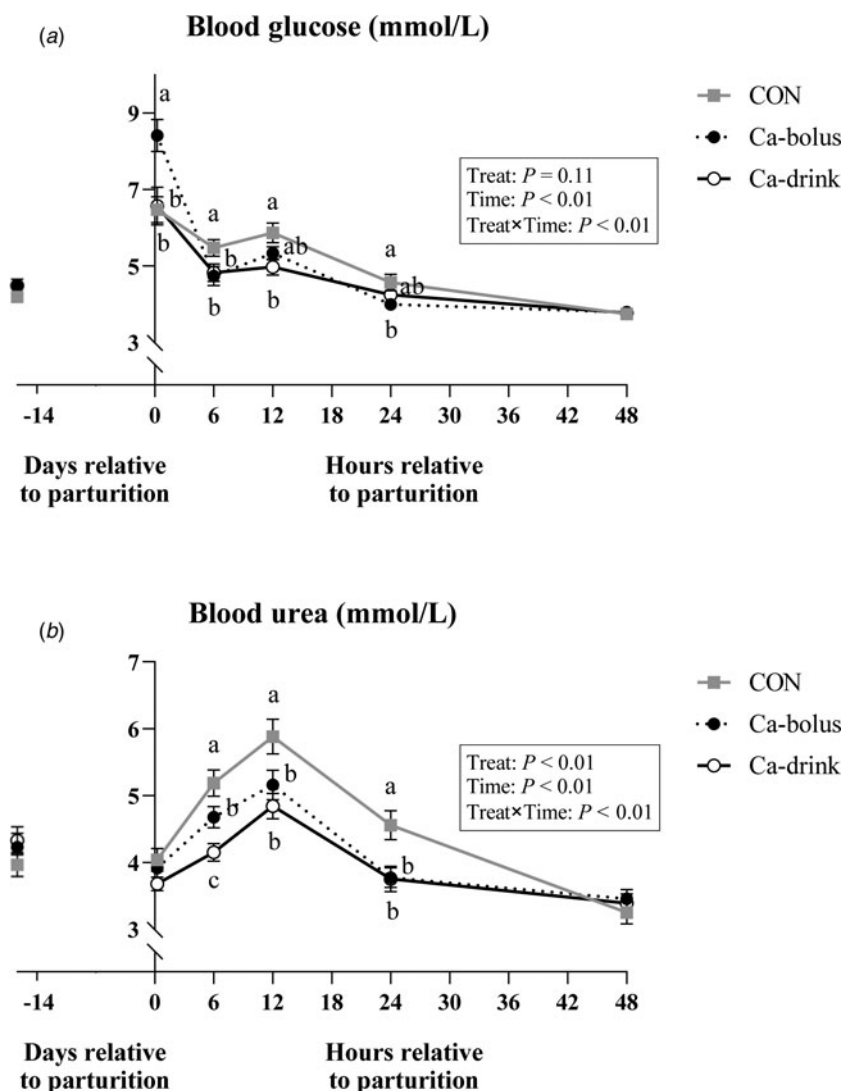 (a)
Blood glucose (mmol/L)
CON
Ca-bolus
Ca-drink
Treat: P = 0.11
Time: P < 0.01
Treat×Time: P < 0.01
9
7
5
3
a
b
b
a
b
b
a
ab
b
a
ab
b
-14 0 6 12 18 24 30 36 42 48
Days relative
to parturition
Hours relative
to parturition
(b)
Blood urea (mmol/L)
CON
Ca-bolus
Ca-drink
Treat: P < 0.01
Time: P < 0.01
Treat×Time: P < 0.01
7
6
5
4
3
a
b
c
a
b
b
a
b
b
-14 0 6 12 18 24 30 36 42 48
Days relative
to parturition
Hours relative
to parturition